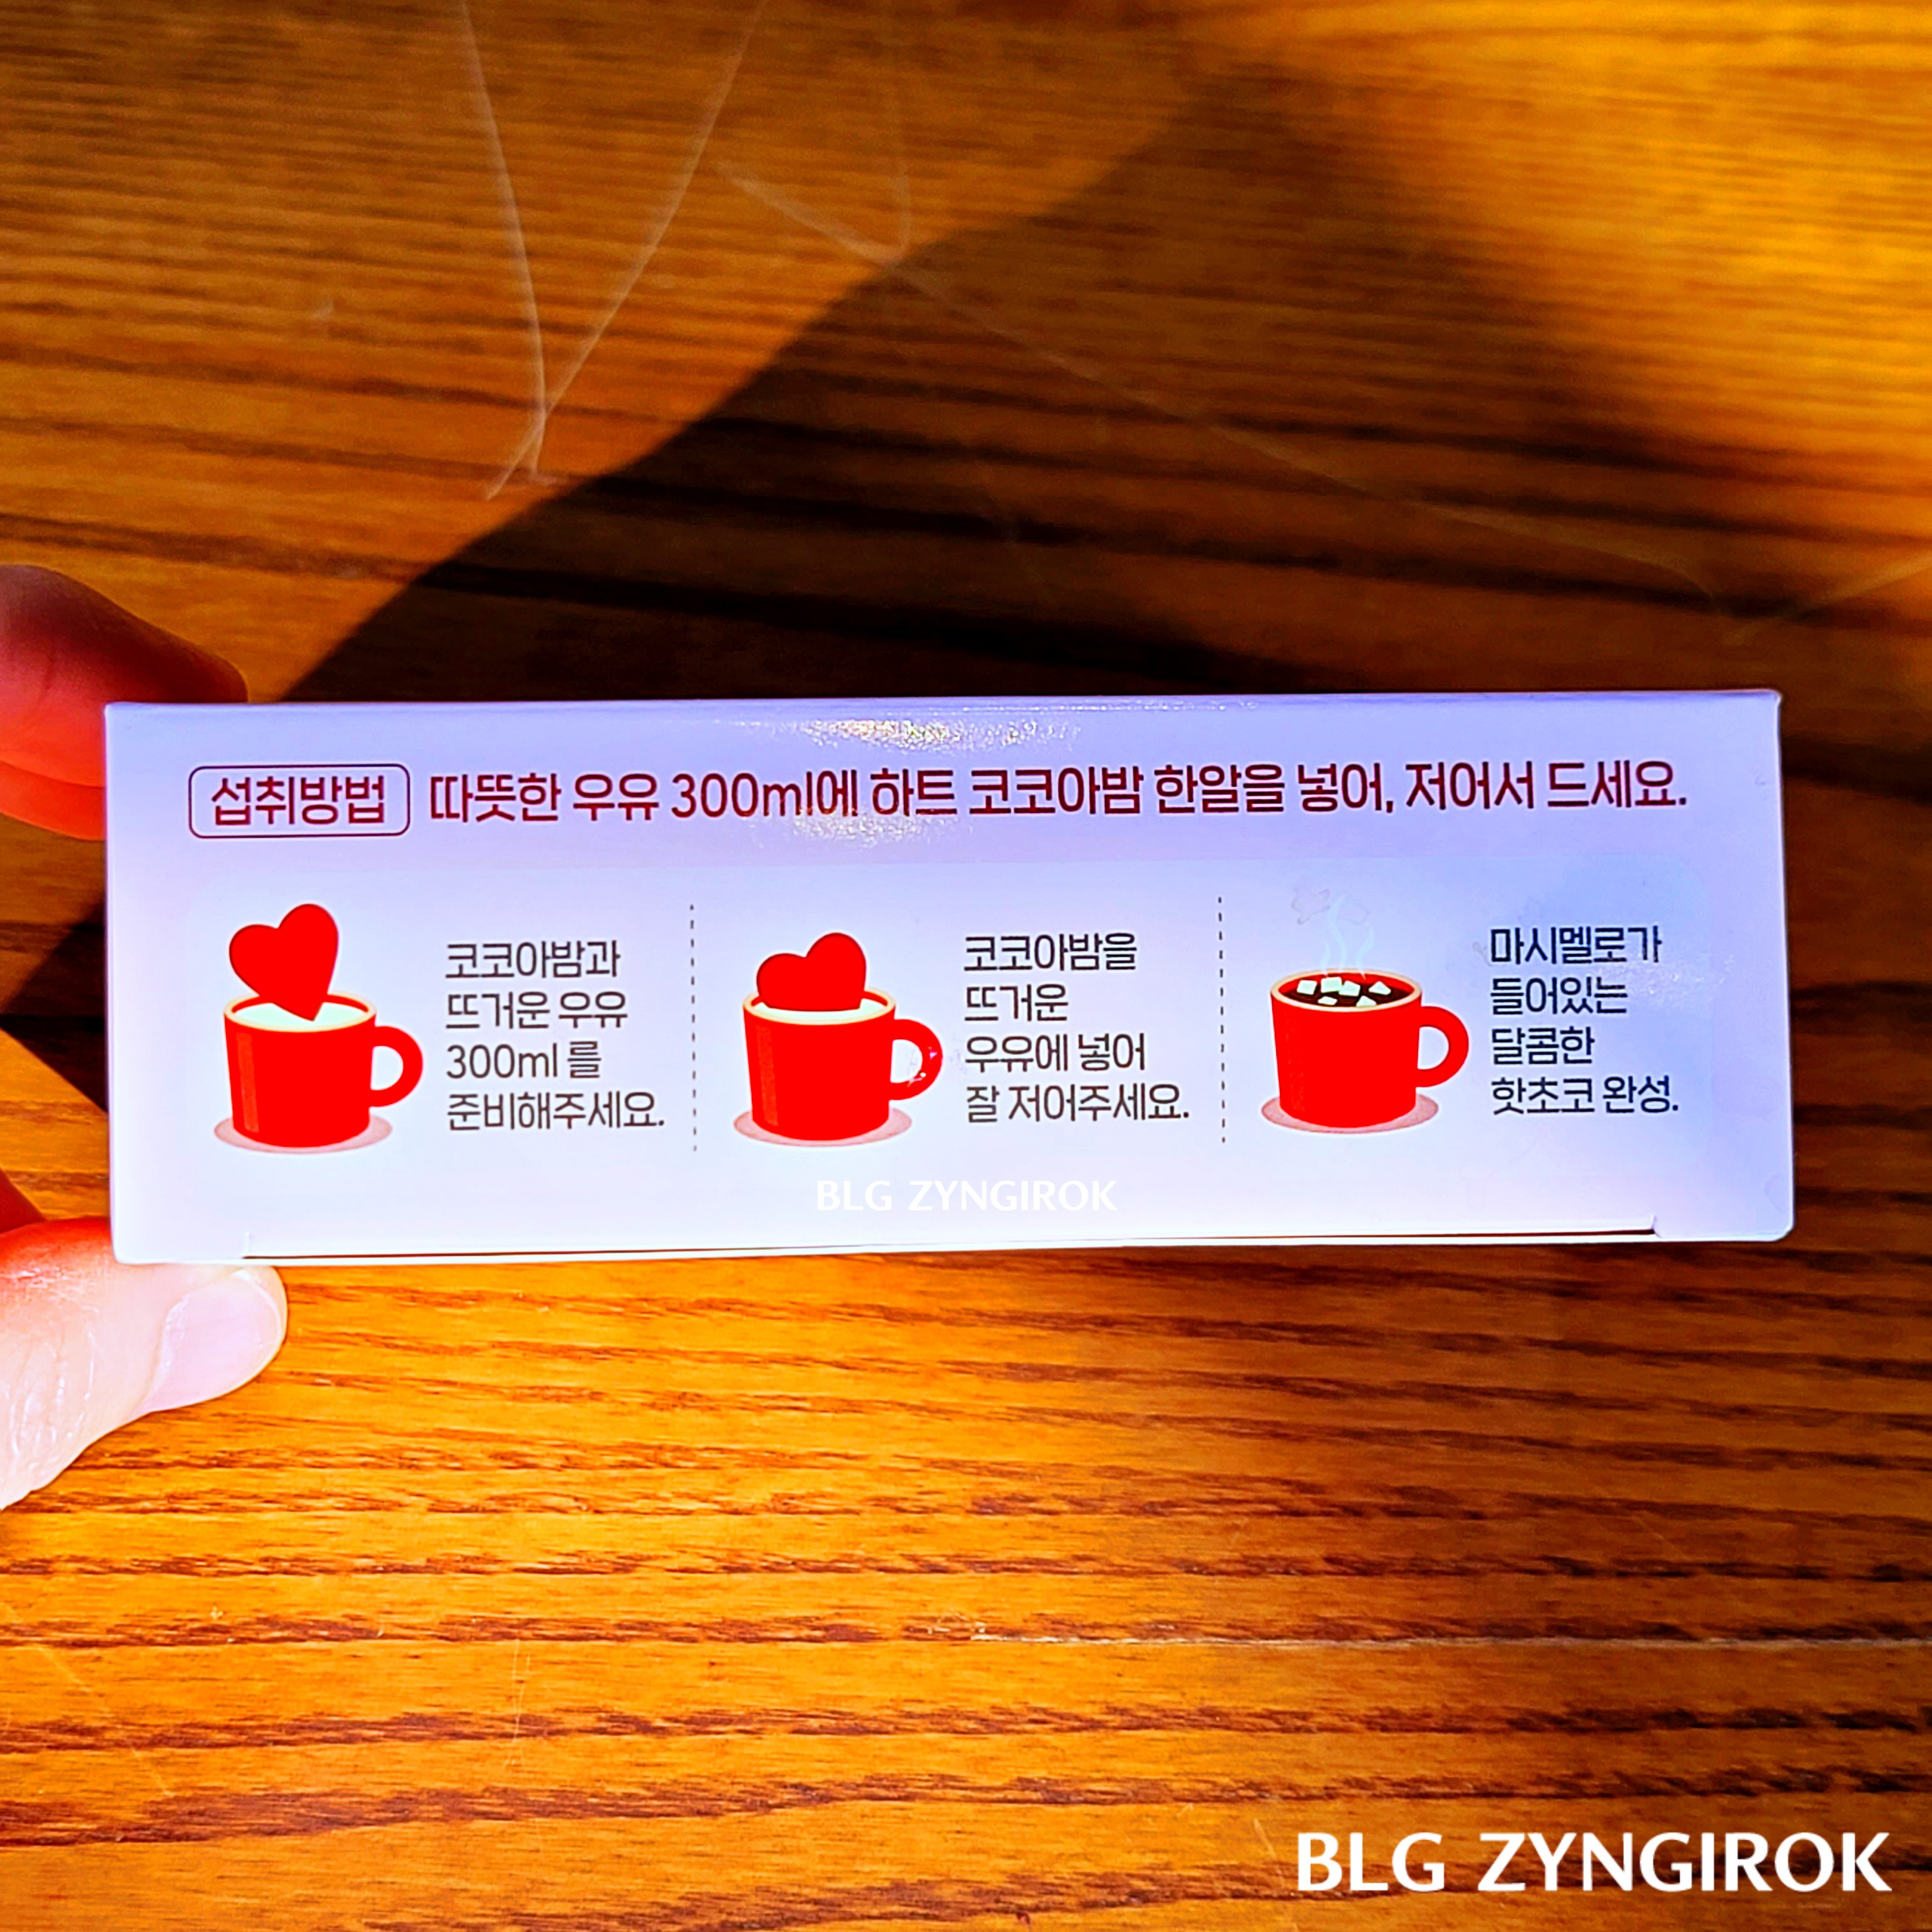 섭취방법 따뜻한 우유 300ml에 하트 코코아밤 한알을 넣어, 저어서 드세요.
코코아밤과
뜨거운 우유
300ml 를
준비해주세요.
코코아밤을
뜨거운
우유에 넣어
잘 저어주세요.
마시멜로가
들어있는
달콤한
핫초코 완성.
BLG ZYNGIROK
BLG ZYNGIROK